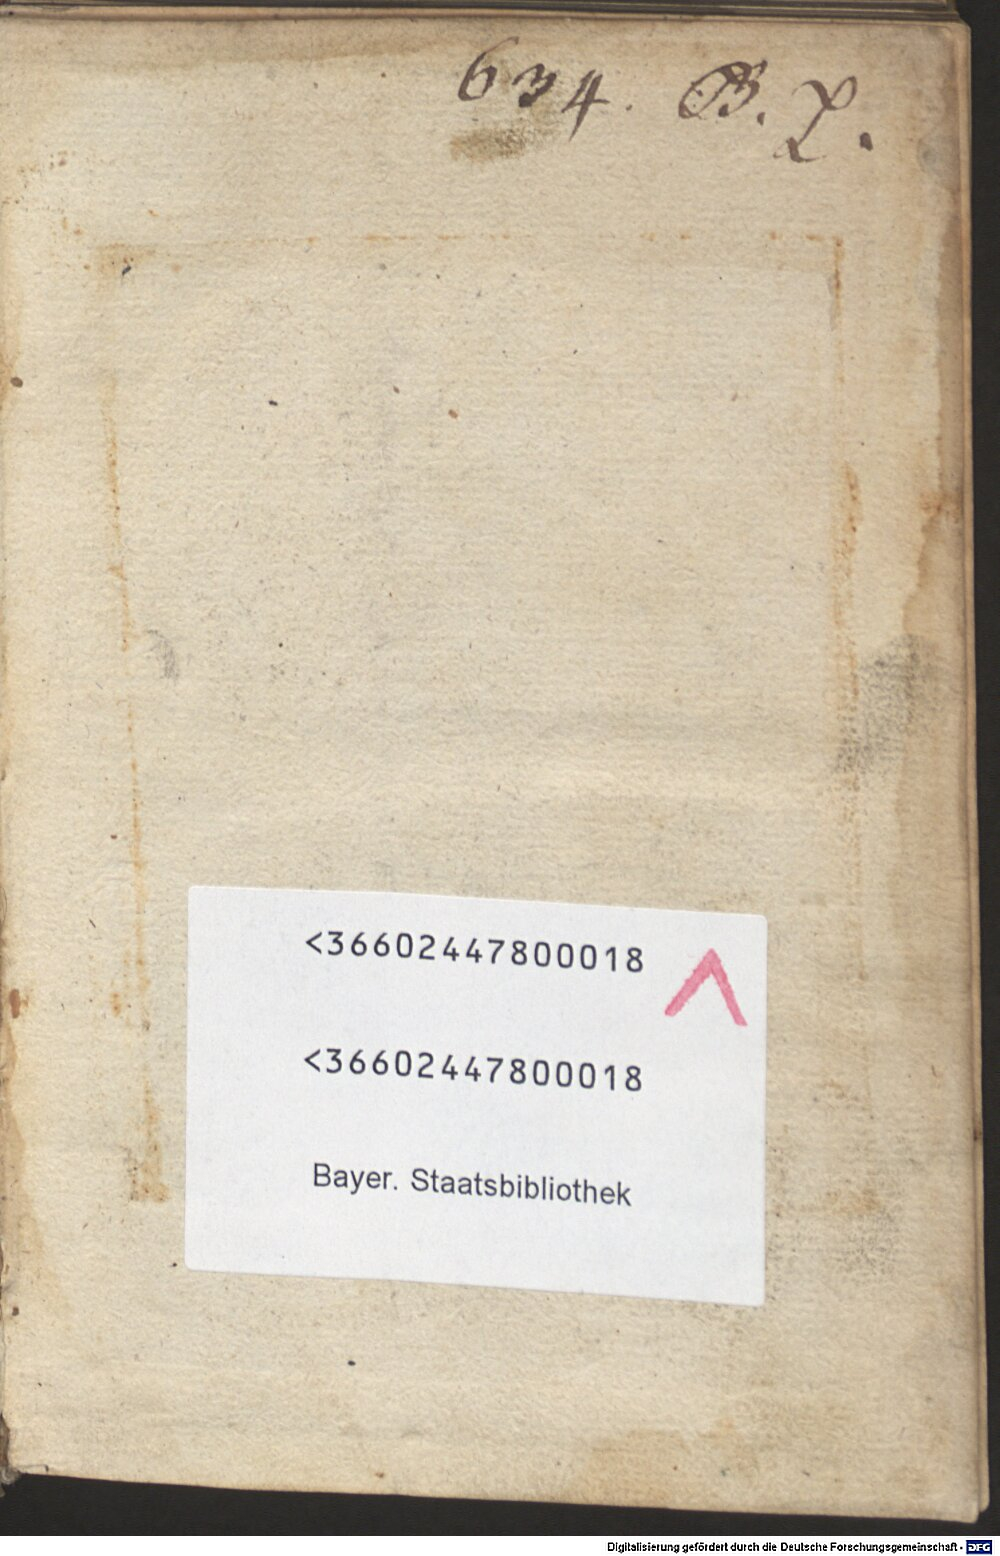 634. B. L.
<36602447800018
<36602447800018
Bayer. Staatsbibliothek
Digitalisierung gefördert durch die Deutsche Forschungsgemeinschaft - DFG